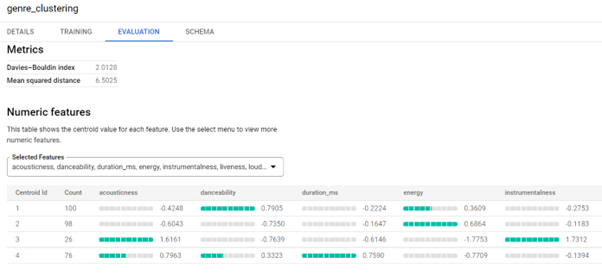 genre_clustering
DETAILS TRAINING EVALUATION SCHEMA
Metrics
Davies–Bouldin index 2.0128
Mean squared distance 6.5025
Numeric features
This table shows the centroid value for each feature. Use the select menu to view more
numeric features.
Selected Features
acousticness, danceability, duration_ms, energy, instrumentalness, liveness, loud...
Centroid Id Count acousticness danceability duration_ms energy instrumentalness
1 100 -0.4248 0.7905 -0.2224 0.3609 -0.2753
2 98 -0.6043 -0.7350 -0.1647 0.6864 -0.1183
3 26 1.6161 -0.7639 -0.6146 -1.7753 1.7312
4 76 0.7963 0.3323 0.7590 -0.7709 -0.1394